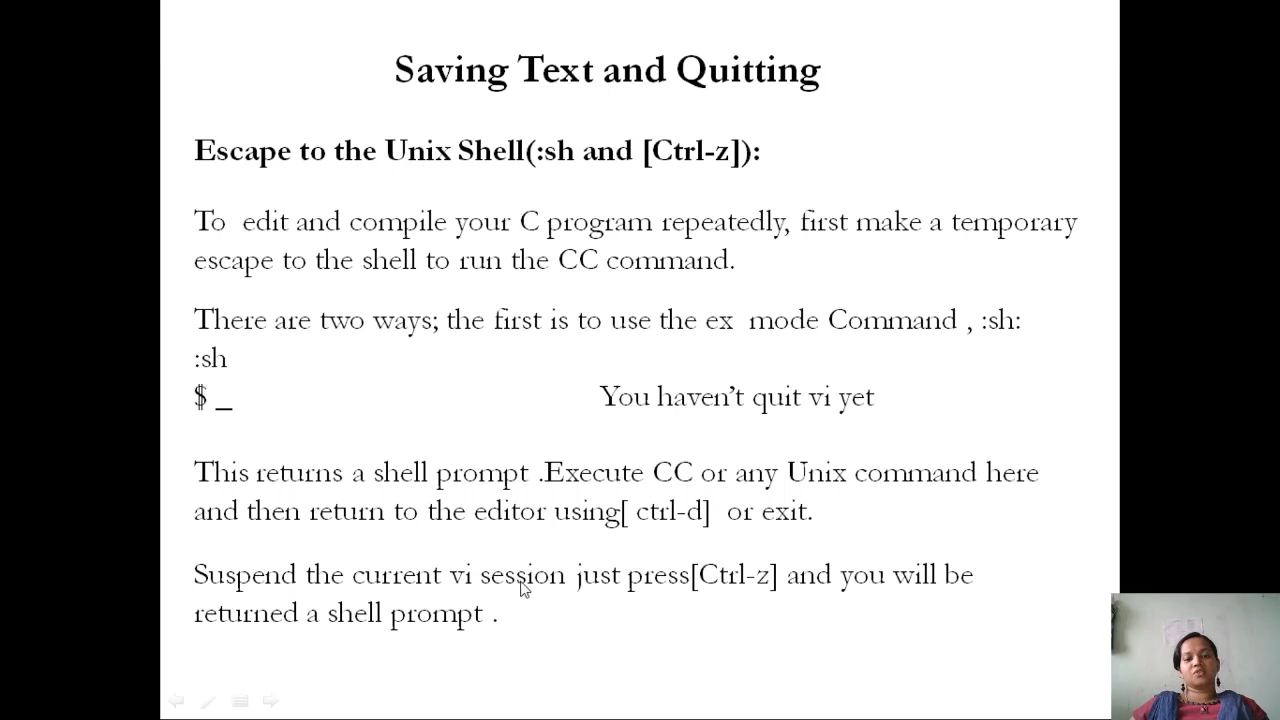 Saving Text and Quitting
Escape to the Unix Shell(:sh and [Ctrl-z]):
To edit and compile your C program repeatedly, first make a temporary
escape to the shell to run the CC command.
There are two ways; the first is to use the ex mode Command , :sh:
:sh
$ _ You haven’t quit vi yet
This returns a shell prompt .Execute CC or any Unix command here
and then return to the editor using[ ctrl-d] or exit.
Suspend the current vi session just press[Ctrl-z] and you will be
returned a shell prompt .